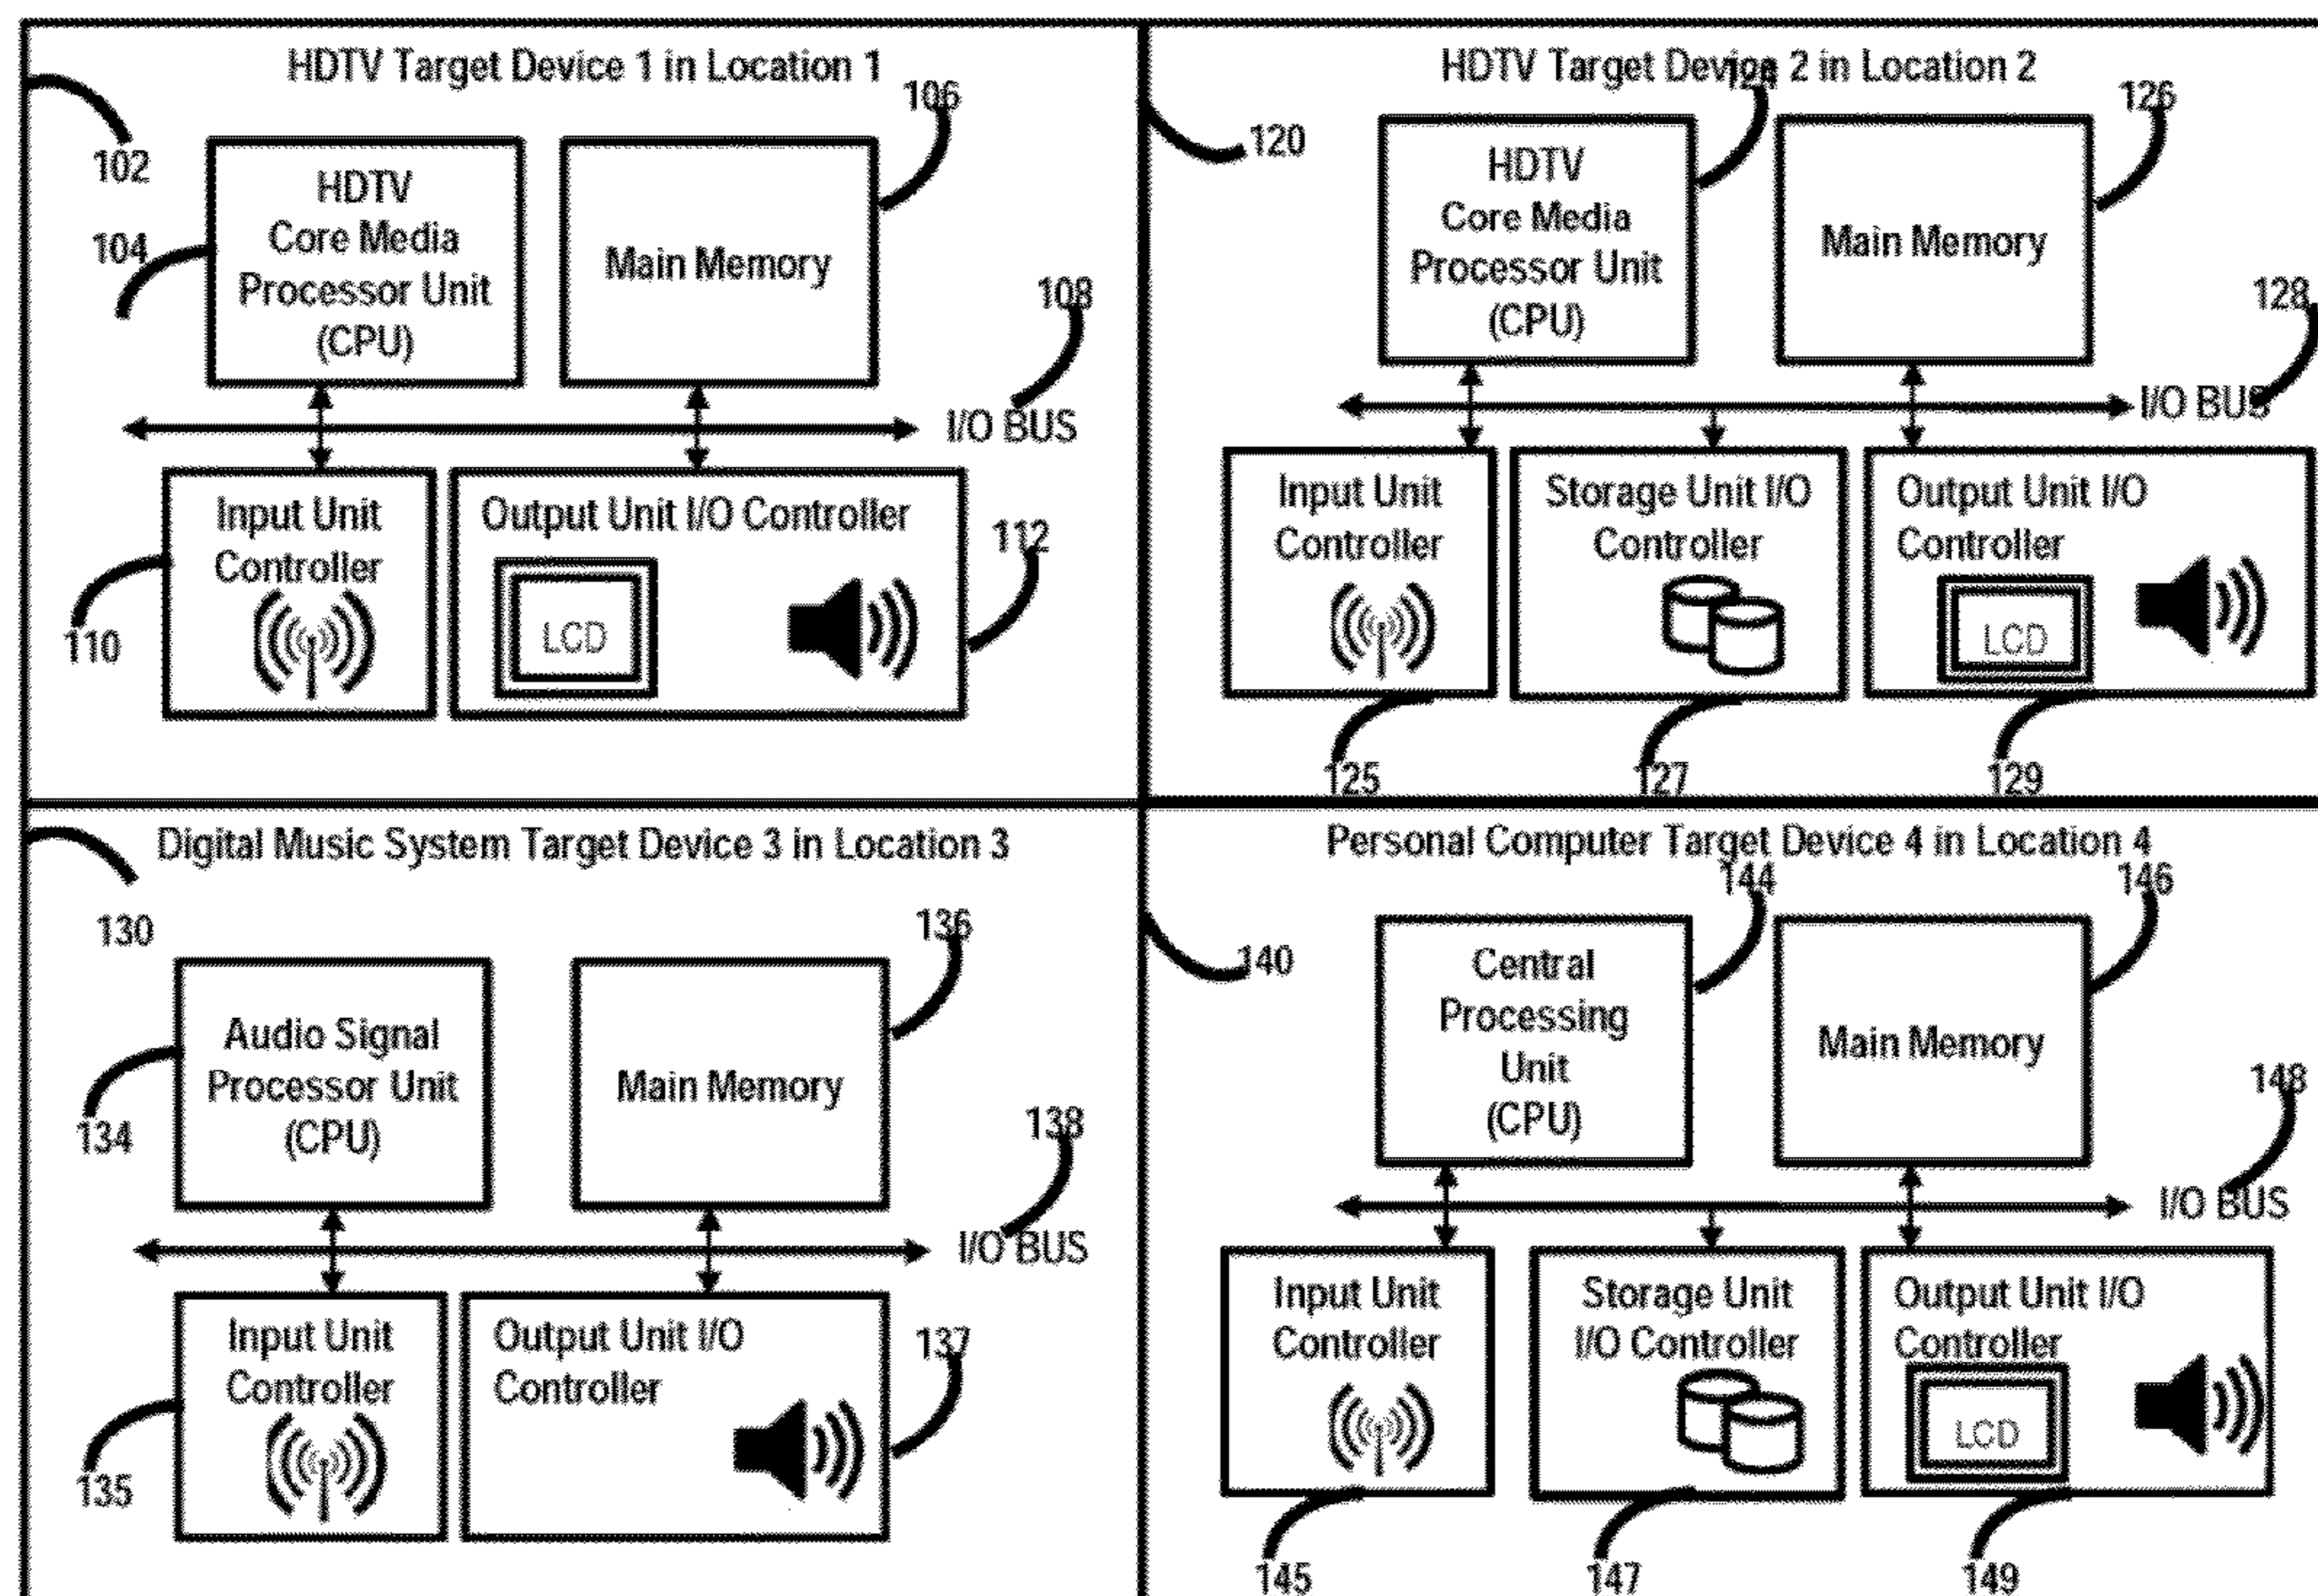 HDTV Target Device 1 in Location 1
106
102
HDTV
Core Media
Processor Unit
(CPU)
104
Main Memory
108
I/O BUS
Input Unit
Controller
110
Output Unit I/O Controller
LCD
112
HDTV Target Device 2 in Location 2
126
120
HDTV
Core Media
Processor Unit
(CPU)
Main Memory
128
I/O BUS
Input Unit
Controller
Storage Unit I/O
Controller
Output Unit I/O
Controller
LCD
125
127
129
Digital Music System Target Device 3 in Location 3
130
136
Audio Signal
Processor Unit
(CPU)
134
Main Memory
138
I/O BUS
Input Unit
Controller
135
Output Unit I/O
Controller
137
Personal Computer Target Device 4 in Location 4
144
146
140
Central
Processing
Unit
(CPU)
Main Memory
148
I/O BUS
Input Unit
Controller
Storage Unit
I/O Controller
Output Unit I/O
Controller
LCD
145
147
149